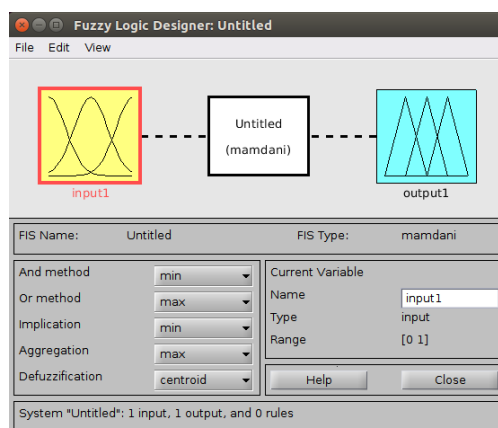 Fuzzy Logic Designer: Untitled
File Edit View
Untitled
(mamdani)
input1
output1
FIS Name: Untitled FIS Type: mamdani
And method min
Or method max
Implication min
Aggregation max
Defuzzification centroid
Current Variable
Name input1
Type input
Range [0 1]
Help Close
System "Untitled": 1 input, 1 output, and 0 rules